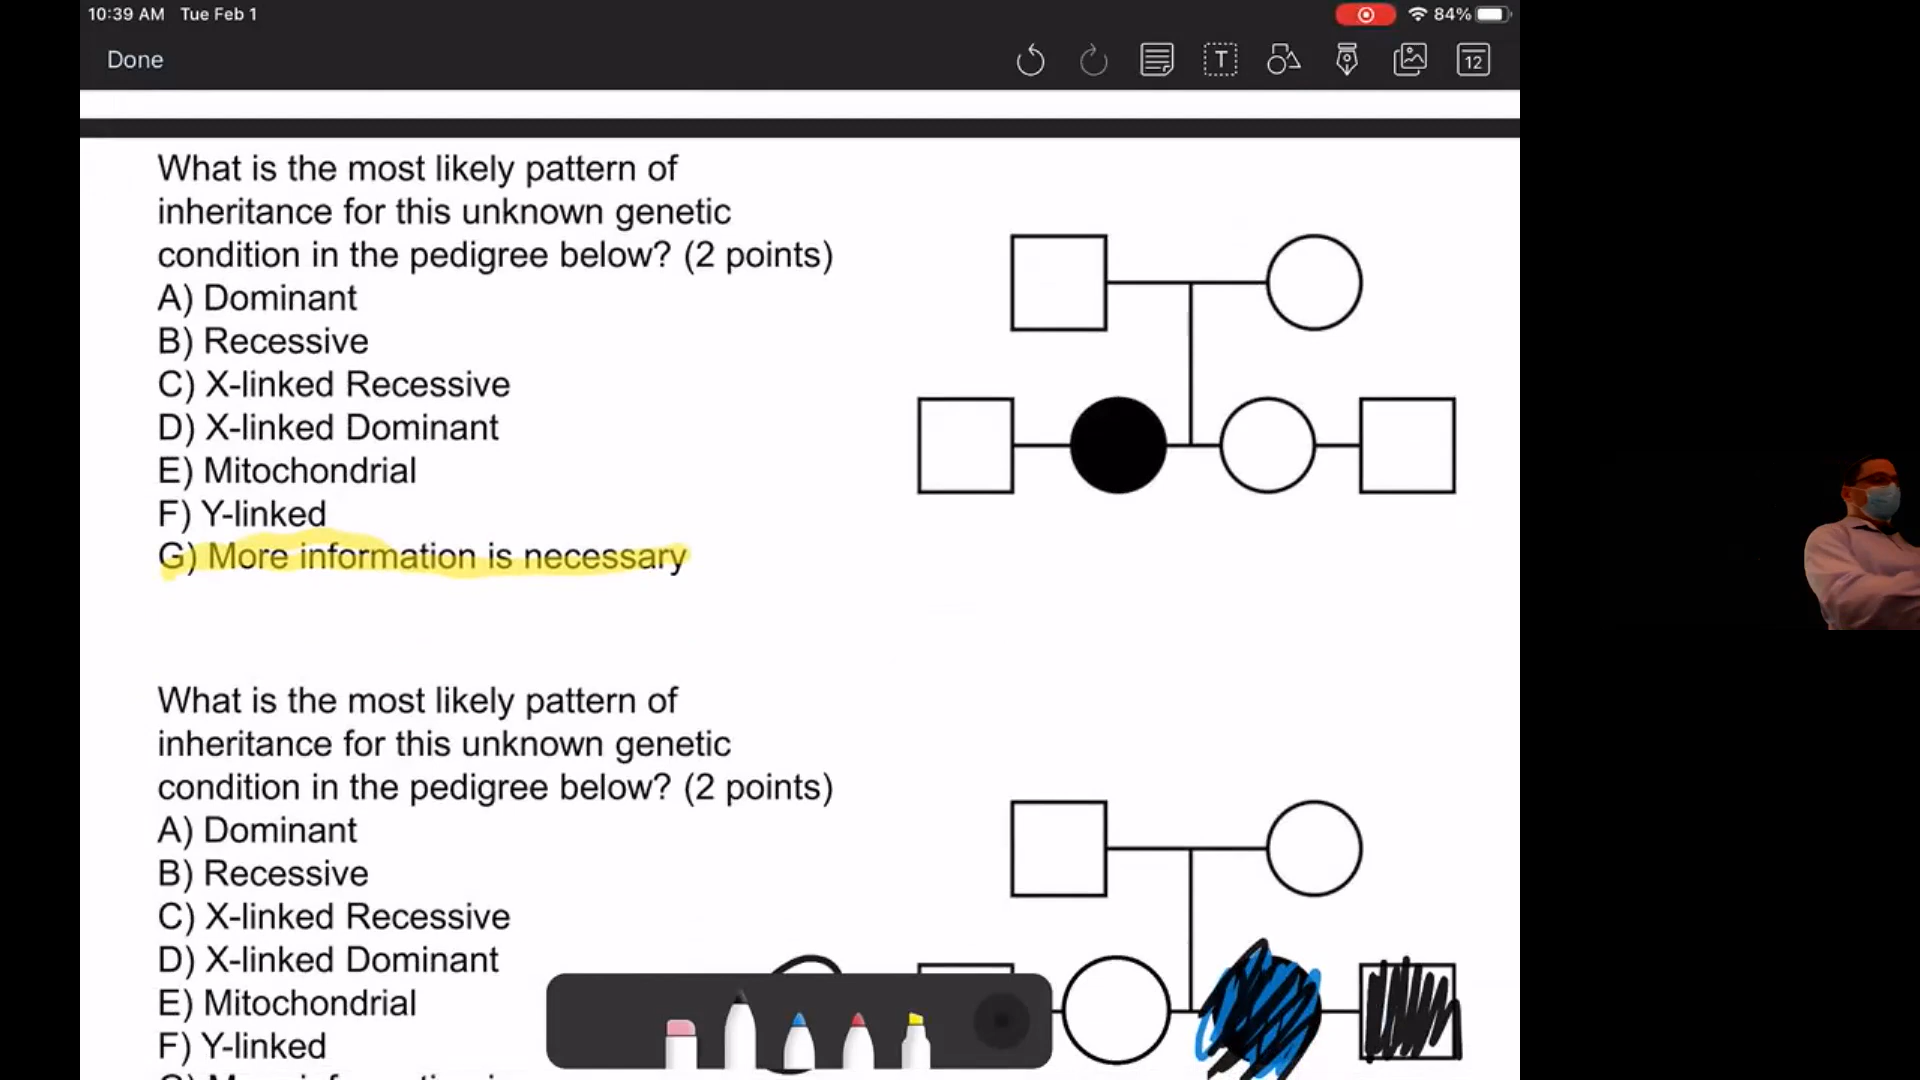 10:39 AM Tue Feb 1
84%
Done
T
12
What is the most likely pattern of
inheritance for this unknown genetic
condition in the pedigree below? (2 points)
A) Dominant
B) Recessive
C) X-linked Recessive
D) X-linked Dominant
E) Mitochondrial
F) Y-linked
G) More information is necessary
What is the most likely pattern of
inheritance for this unknown genetic
condition in the pedigree below? (2 points)
A) Dominant
B) Recessive
C) X-linked Recessive
D) X-linked Dominant
E) Mitochondrial
F) Y-linked